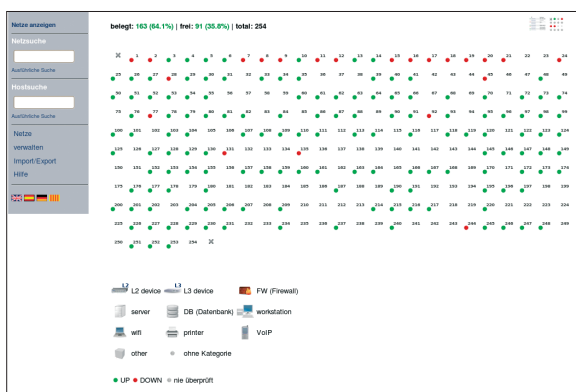 Netze anzeigen
Netzsuche
Ausführliche Suche
Hostsuche
Ausführliche Suche
Netze
verwalten
Import/Export
Hilfe
belegt: 163 (64.1%) | frei: 91 (35.8%) | total: 254
1 2 3 4 5 6 7 8 9 10 11 12 13 14 15 16 17 18 19 20 21 22 23 24
25 26 27 28 29 30 31 32 33 34 35 36 37 38 39 40 41 42 43 44 45 46 47 48 49
50 51 52 53 54 55 56 57 58 59 60 61 62 63 64 65 66 67 68 69 70 71 72 73 74
75 76 77 78 79 80 81 82 83 84 85 86 87 88 89 90 91 92 93 94 95 96 97 98 99
100 101 102 103 104 105 106 107 108 109 110 111 112 113 114 115 116 117 118 119 120 121 122 123 124
125 126 127 128 129 130 131 132 133 134 135 136 137 138 139 140 141 142 143 144 145 146 147 148 149
150 151 152 153 154 155 156 157 158 159 160 161 162 163 164 165 166 167 168 169 170 171 172 173 174
175 176 177 178 179 180 181 182 183 184 185 186 187 188 189 190 191 192 193 194 195 196 197 198 199
200 201 202 203 204 205 206 207 208 209 210 211 212 213 214 215 216 217 218 219 220 221 222 223 224
225 226 227 228 229 230 231 232 233 234 235 236 237 238 239 240 241 242 243 244 245 246 247 248 249
250 251 252 253 254
L2 L2 device L3 L3 device FW (Firewall)
server DB (Datenbank) workstation
wifi printer VoIP
other ohne Kategorie
UP DOWN nie überprüft